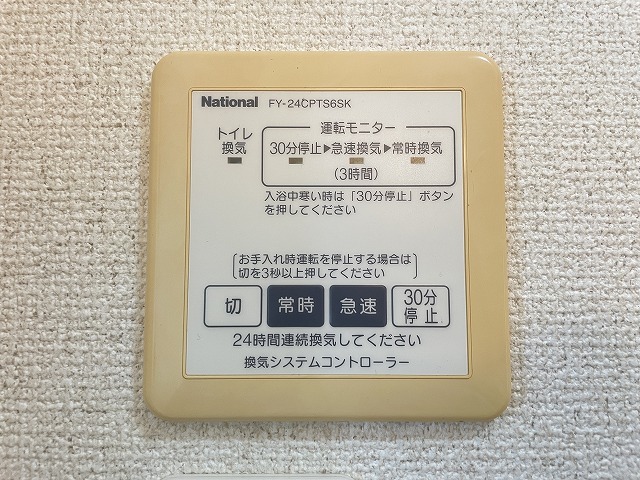 National FY-24CPTS6SK
トイレ
換気
運転モニター
30分停止▶急速換気▶常時換気
(3時間)
入浴中寒い時は「30分停止」ボタン
を押してください
お手入れ時運転を停止する場合は
切を3秒以上押してください
切 常時 急速 30分
停止
24時間連続換気してください
換気システムコントローラー